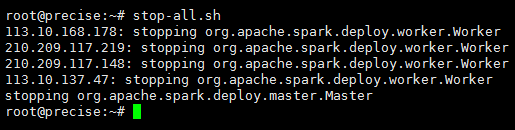 root@precise:~# stop-all.sh
113.10.168.178: stopping org.apache.spark.deploy.worker.Worker
210.209.117.219: stopping org.apache.spark.deploy.worker.Worker
210.209.117.148: stopping org.apache.spark.deploy.worker.Worker
113.10.137.47: stopping org.apache.spark.deploy.worker.Worker
stopping org.apache.spark.deploy.master.Master
root@precise:~#